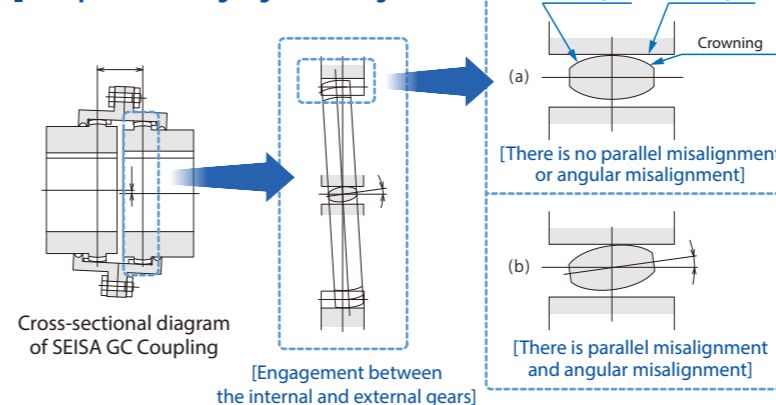 Crowning
(a)
[There is no parallel misalignment
or angular misalignment]
(b)
[There is parallel misalignment
and angular misalignment]
Cross-sectional diagram
of SEISA GC Coupling
[Engagement between
the internal and external gears]